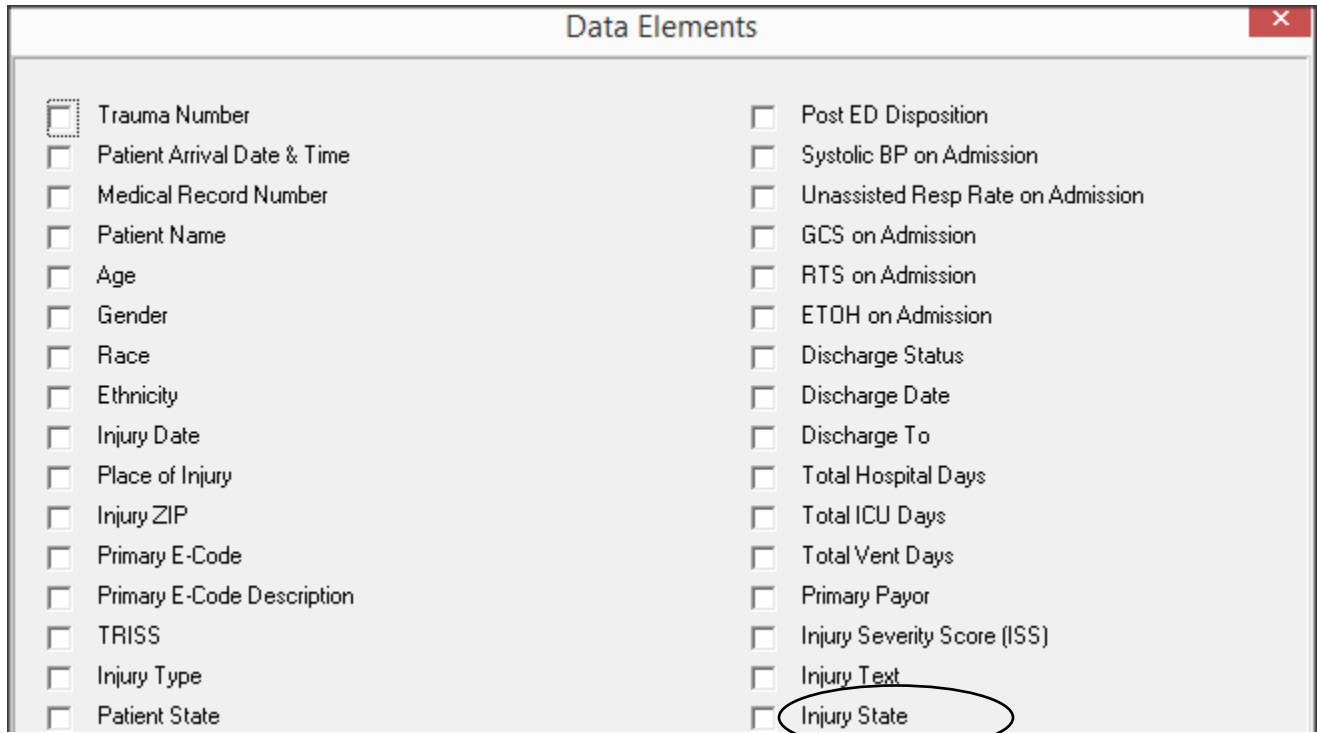 Data Elements
Trauma Number
Patient Arrival Date & Time
Medical Record Number
Patient Name
Age
Gender
Race
Ethnicity
Injury Date
Place of Injury
Injury ZIP
Primary E-Code
Primary E-Code Description
TRISS
Injury Type
Patient State
Post ED Disposition
Systolic BP on Admission
Unassisted Resp Rate on Admission
GCS on Admission
RTS on Admission
ETOH on Admission
Discharge Status
Discharge Date
Discharge To
Total Hospital Days
Total ICU Days
Total Vent Days
Primary Payor
Injury Severity Score (ISS)
Injury Text
Injury State